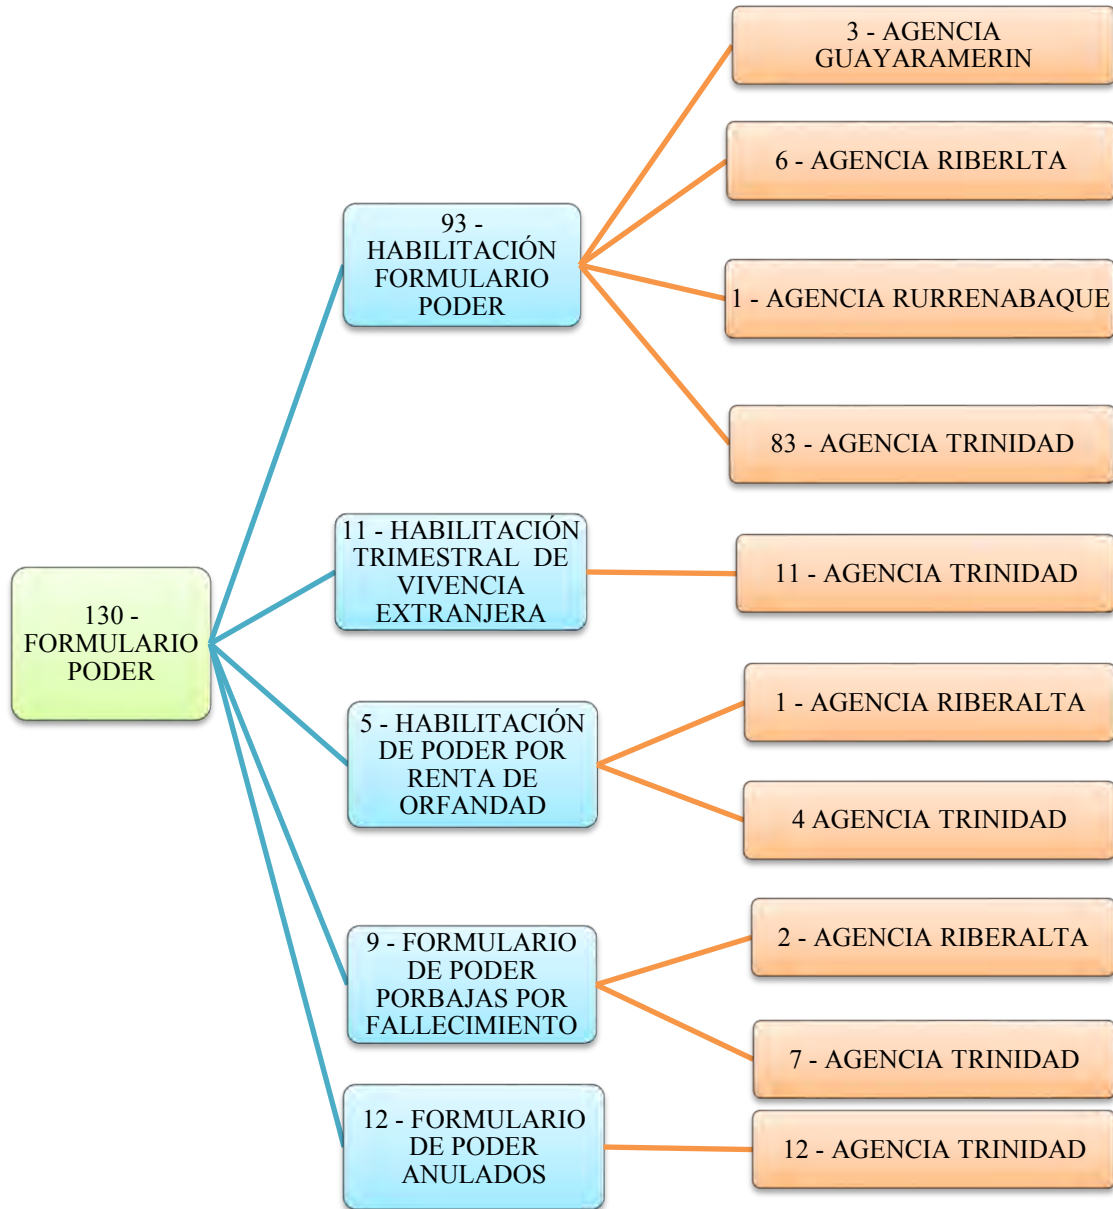 130 -
FORMULARIO
PODER
93 -
HABILITACIÓN
FORMULARIO
PODER
3 - AGENCIA
GUAYARAMERIN
6 - AGENCIA RIBERLTA
1 - AGENCIA RURRENABAQUE
83 - AGENCIA TRINIDAD
11 - HABILITACIÓN
TRIMESTRAL DE
VIVENCIA
EXTRANJERA
11 - AGENCIA TRINIDAD
5 - HABILITACIÓN
DE PODER POR
RENTA DE
ORFANDAD
1 - AGENCIA RIBERALTA
4 AGENCIA TRINIDAD
9 - FORMULARIO
DE PODER
PORBAJAS POR
FALLECIMIENTO
2 - AGENCIA RIBERALTA
7 - AGENCIA TRINIDAD
12 - FORMULARIO
DE PODER
ANULADOS
12 - AGENCIA TRINIDAD